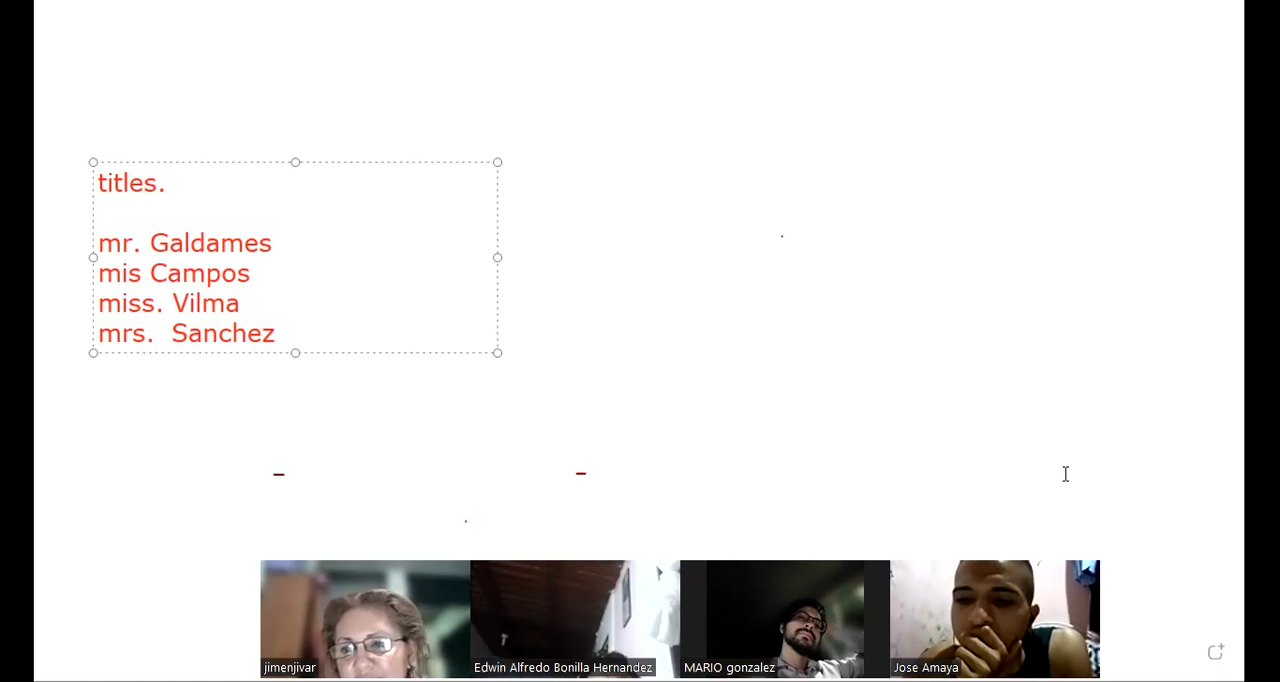 titles.
mr. Galdames
mis Campos
miss. Vilma
mrs.  Sanchez
jimenjivar
Edwin Alfredo Bonilla Hernandez
MARIO gonzalez
Jose Amaya